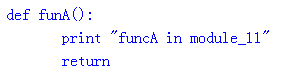 def funA():
    print "funcA in module_11"
    return